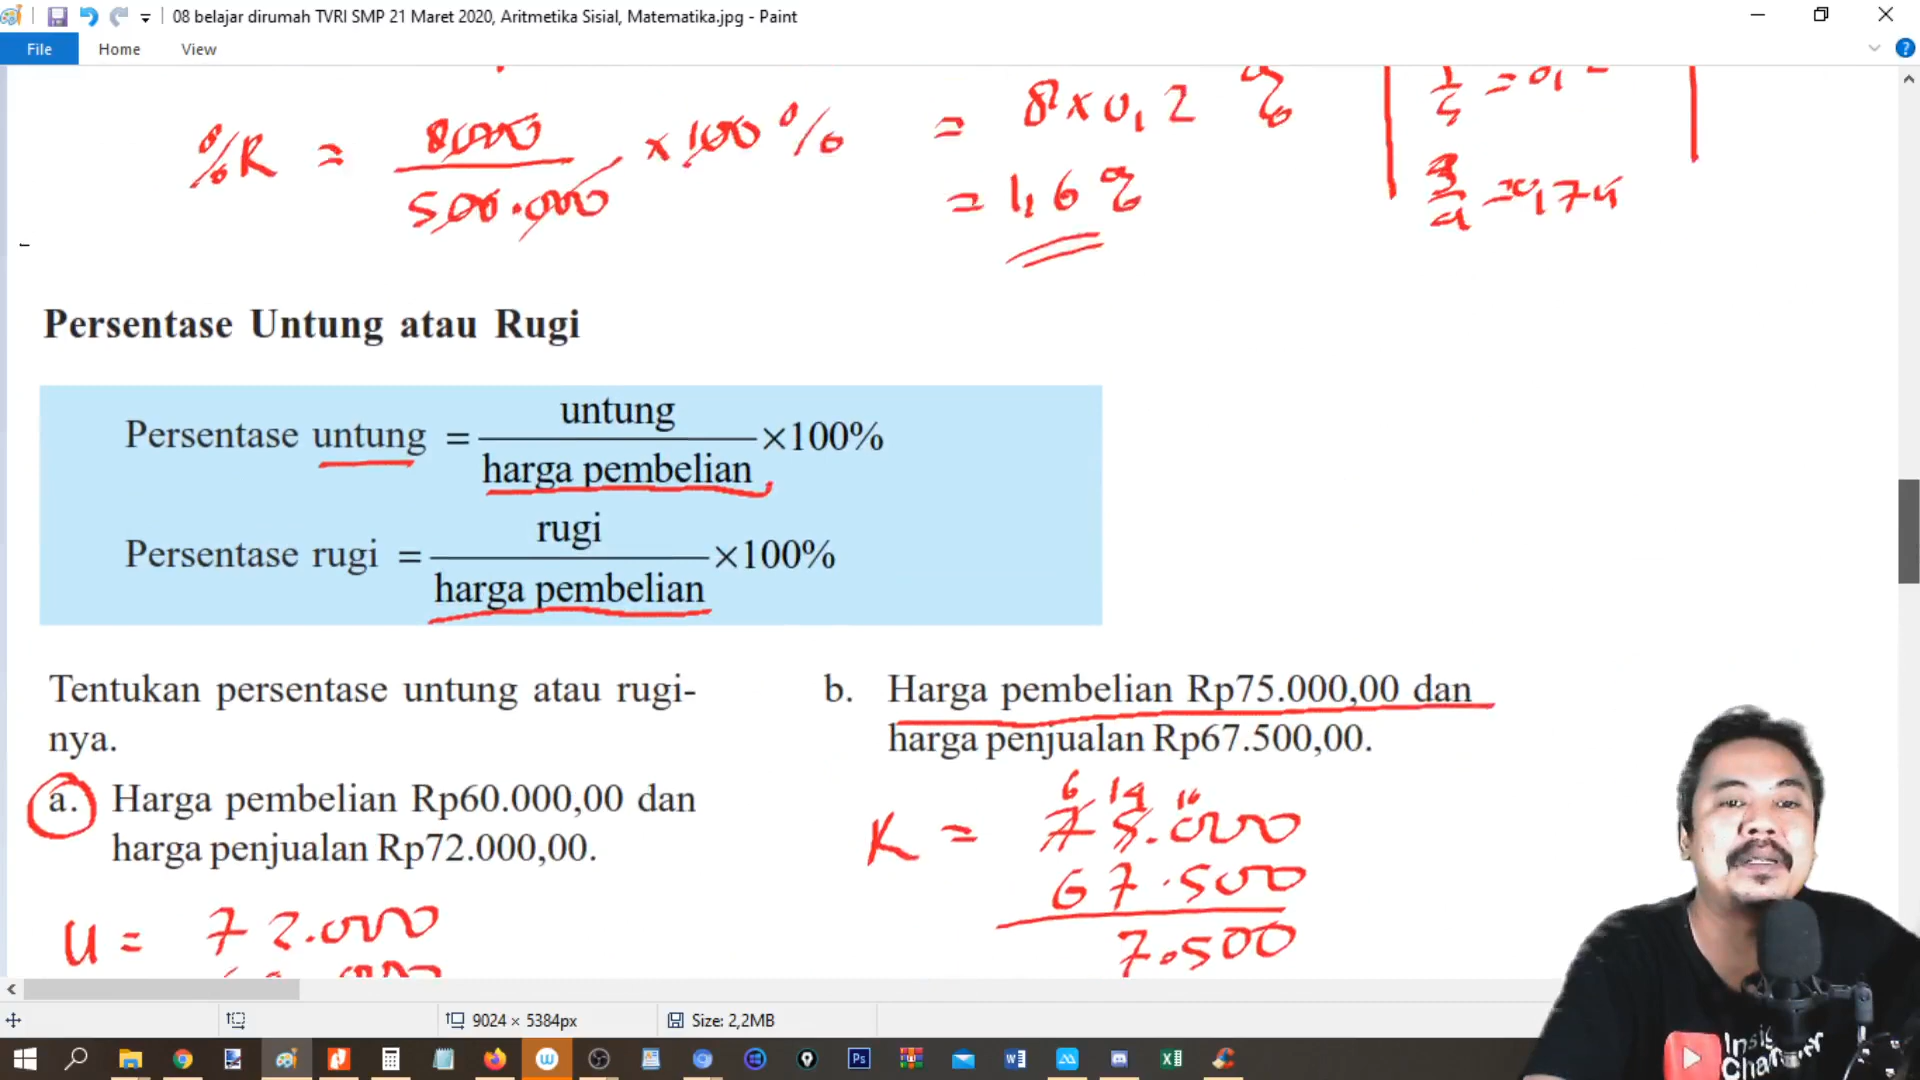 08 belajar dirumah TVRI SMP 21 Maret 2020, Aritmetika Sisial, Matematika.jpg - Paint
File Home View
%R = 8000 / 500.000 × 100 %
= 8 × 0,2 %
= 1,6 %
Persentase Untung atau Rugi
Persentase untung = untung / harga pembelian ×100%
Persentase rugi = rugi / harga pembelian ×100%
Tentukan persentase untung atau rugi-
nya.
a. Harga pembelian Rp60.000,00 dan
harga penjualan Rp72.000,00.
U = 72.000
b. Harga pembelian Rp75.000,00 dan
harga penjualan Rp67.500,00.
6 14 10
K = 75.000
67.500
7.500
9024 × 5384px
Size: 2,2MB